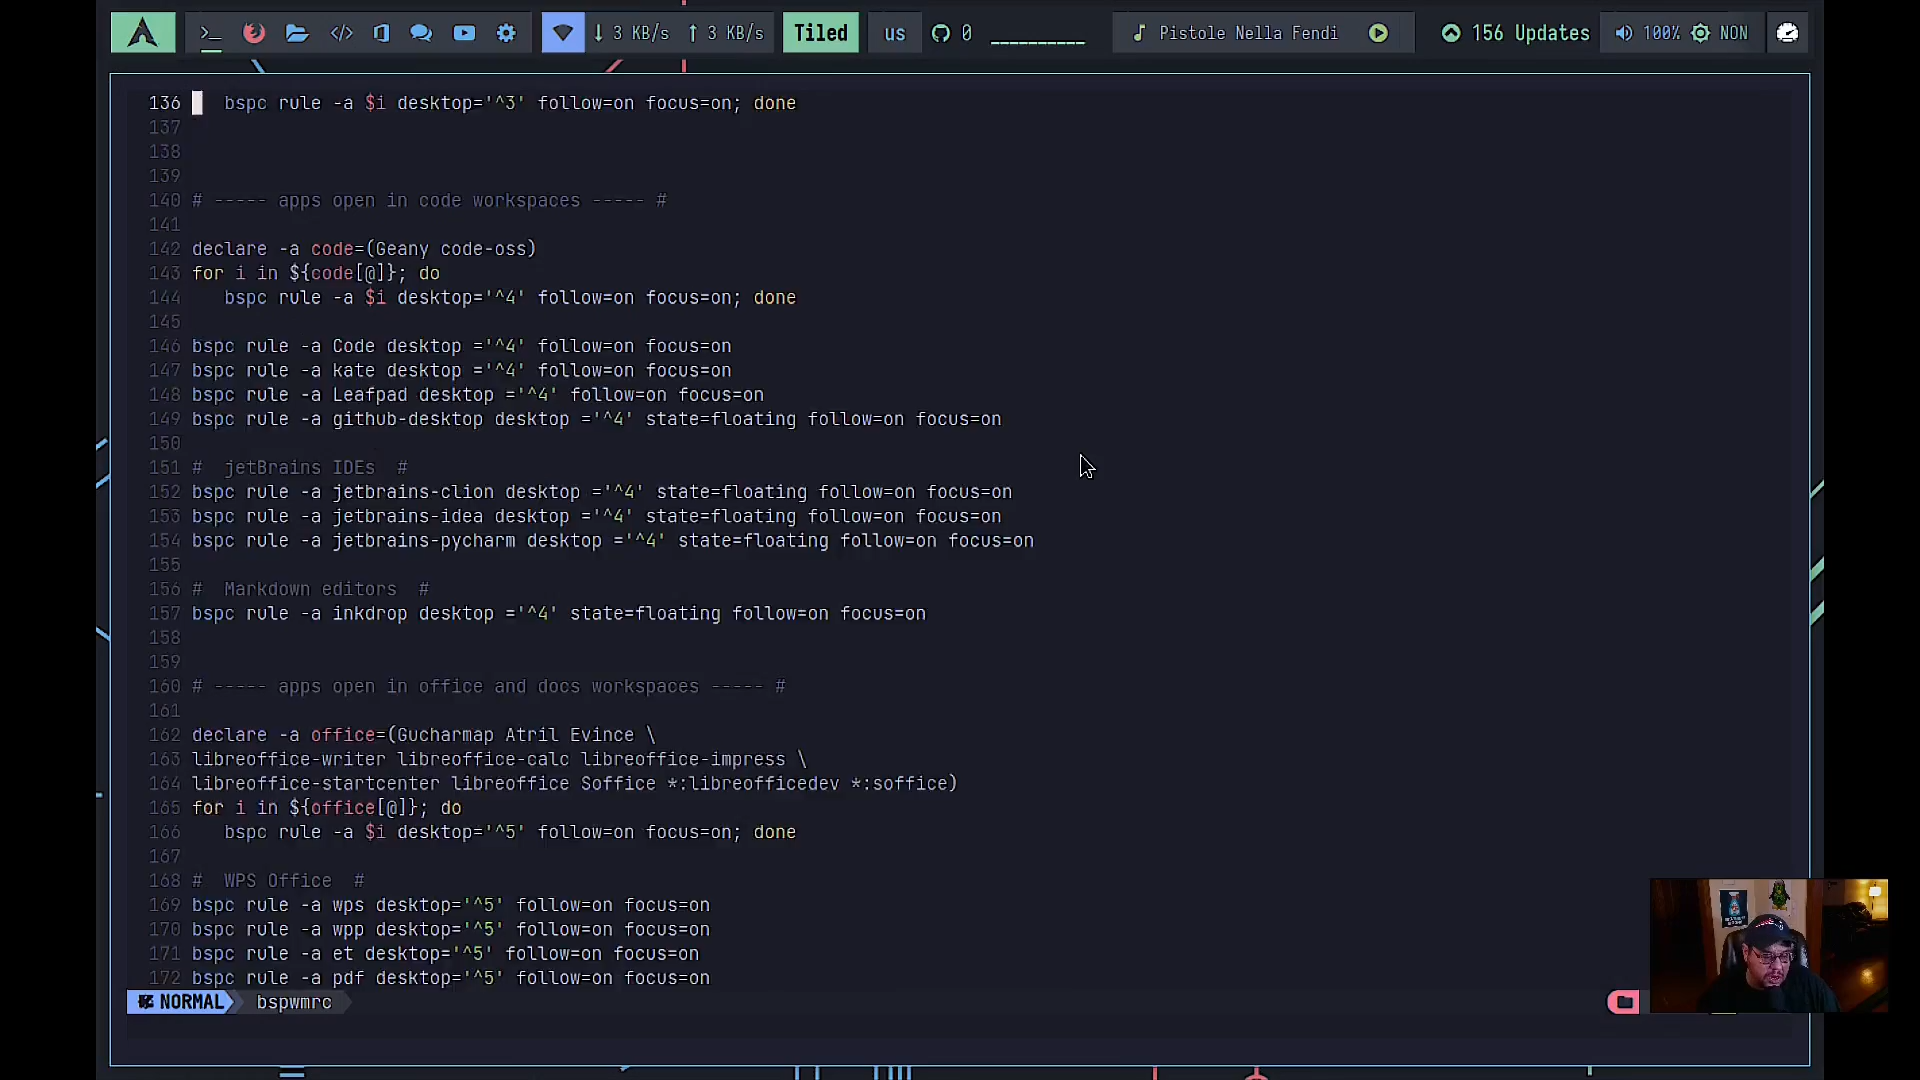 3 KB/s 3 KB/s Tiled us 0 __________ Pistole Nella Fendi 156 Updates 100% NON
136 bspc rule -a $i desktop='^3' follow=on focus=on; done
137
138
139
140 # ----- apps open in code workspaces ----- #
141
142 declare -a code=(Geany code-oss)
143 for i in ${code[@]}; do
144 bspc rule -a $i desktop='^4' follow=on focus=on; done
145
146 bspc rule -a Code desktop ='^4' follow=on focus=on
147 bspc rule -a kate desktop ='^4' follow=on focus=on
148 bspc rule -a Leafpad desktop ='^4' follow=on focus=on
149 bspc rule -a github-desktop desktop ='^4' state=floating follow=on focus=on
150
151 # jetBrains IDEs #
152 bspc rule -a jetbrains-clion desktop ='^4' state=floating follow=on focus=on
153 bspc rule -a jetbrains-idea desktop ='^4' state=floating follow=on focus=on
154 bspc rule -a jetbrains-pycharm desktop ='^4' state=floating follow=on focus=on
155
156 # Markdown editors #
157 bspc rule -a inkdrop desktop ='^4' state=floating follow=on focus=on
158
159
160 # ----- apps open in office and docs workspaces ----- #
161
162 declare -a office=(Gucharmap Atril Evince \
163 libreoffice-writer libreoffice-calc libreoffice-impress \
164 libreoffice-startcenter libreoffice Soffice *:libreofficedev *:soffice)
165 for i in ${office[@]}; do
166 bspc rule -a $i desktop='^5' follow=on focus=on; done
167
168 # WPS Office #
169 bspc rule -a wps desktop='^5' follow=on focus=on
170 bspc rule -a wpp desktop='^5' follow=on focus=on
171 bspc rule -a et desktop='^5' follow=on focus=on
172 bspc rule -a pdf desktop='^5' follow=on focus=on
NORMAL bspwmrc